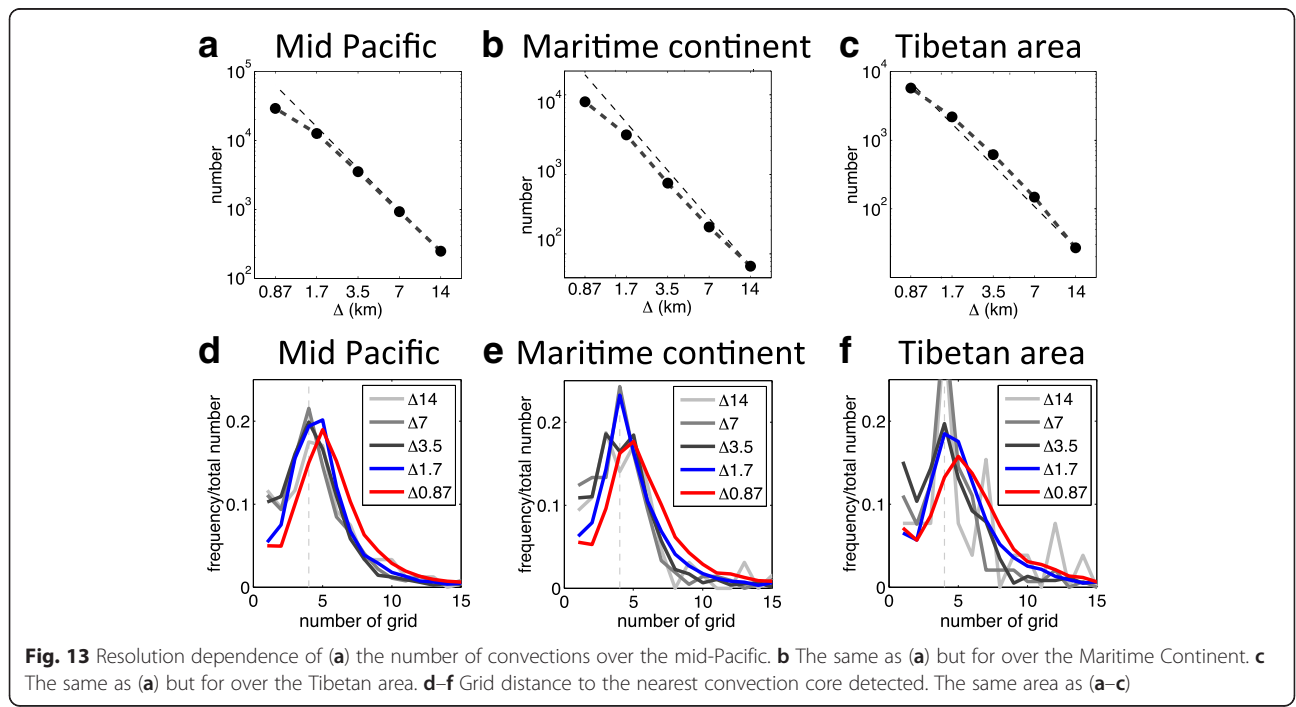 a Mid Pacific
b Maritime continent
c Tibetan area
10^5
10^4
10^3
10^2
number
0.87 1.7 3.5 7 14
Δ (km)
10^4
10^3
10^2
number
0.87 1.7 3.5 7 14
Δ (km)
10^4
10^3
10^2
number
0.87 1.7 3.5 7 14
Δ (km)
d Mid Pacific
e Maritime continent
f Tibetan area
frequency/total number
0.2
0.1
0
0 5 10 15
number of grid
Δ14
Δ7
Δ3.5
Δ1.7
Δ0.87
frequency/total number
0.2
0.1
0
0 5 10 15
number of grid
Δ14
Δ7
Δ3.5
Δ1.7
Δ0.87
frequency/total number
0.2
0.1
0
0 5 10 15
number of grid
Δ14
Δ7
Δ3.5
Δ1.7
Δ0.87
Fig. 13 Resolution dependence of (a) the number of convections over the mid-Pacific. b The same as (a) but for over the Maritime Continent. c
The same as (a) but for over the Tibetan area. d–f Grid distance to the nearest convection core detected. The same area as (a–c)